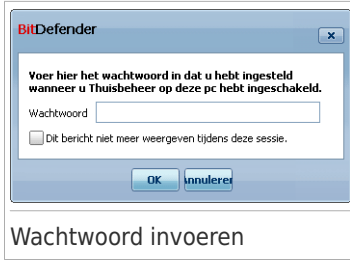 BitDefender
Voer hier het wachtwoord in dat u hebt ingesteld
wanneer u Thuisbeheer op deze pc hebt ingeschakeld.
Wachtwoord
Dit bericht niet meer weergeven tijdens deze sessie.
OK Annuleren
Wachtwoord invoeren